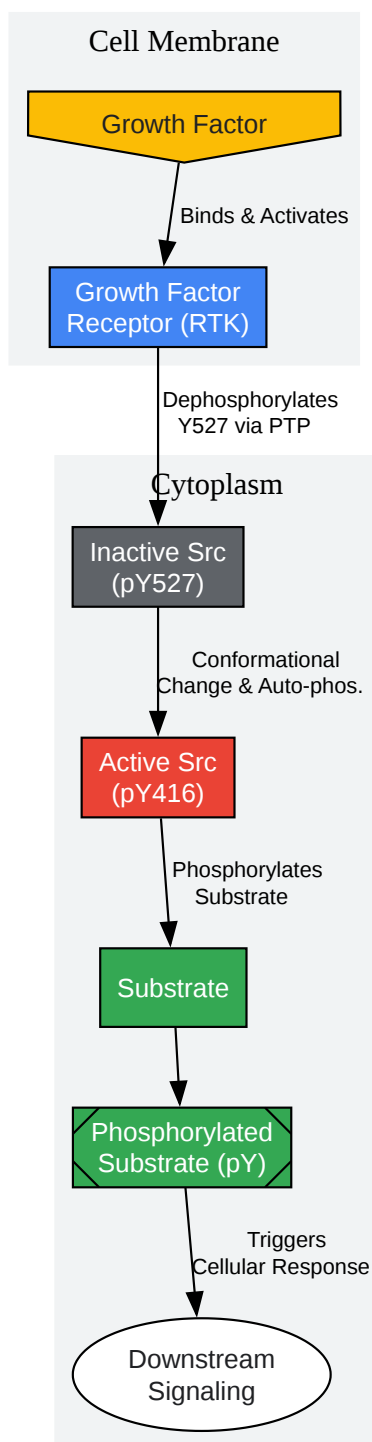 Cell Membrane
Growth Factor
Binds & Activates
Growth Factor
Receptor (RTK)
Dephosphorylates
Y527 via PTP
Cytoplasm
Inactive Src
(pY527)
Conformational
Change & Auto-phos.
Active Src
(pY416)
Phosphorylates
Substrate
Substrate
Phosphorylated
Substrate (pY)
Triggers
Cellular Response
Downstream
Signaling